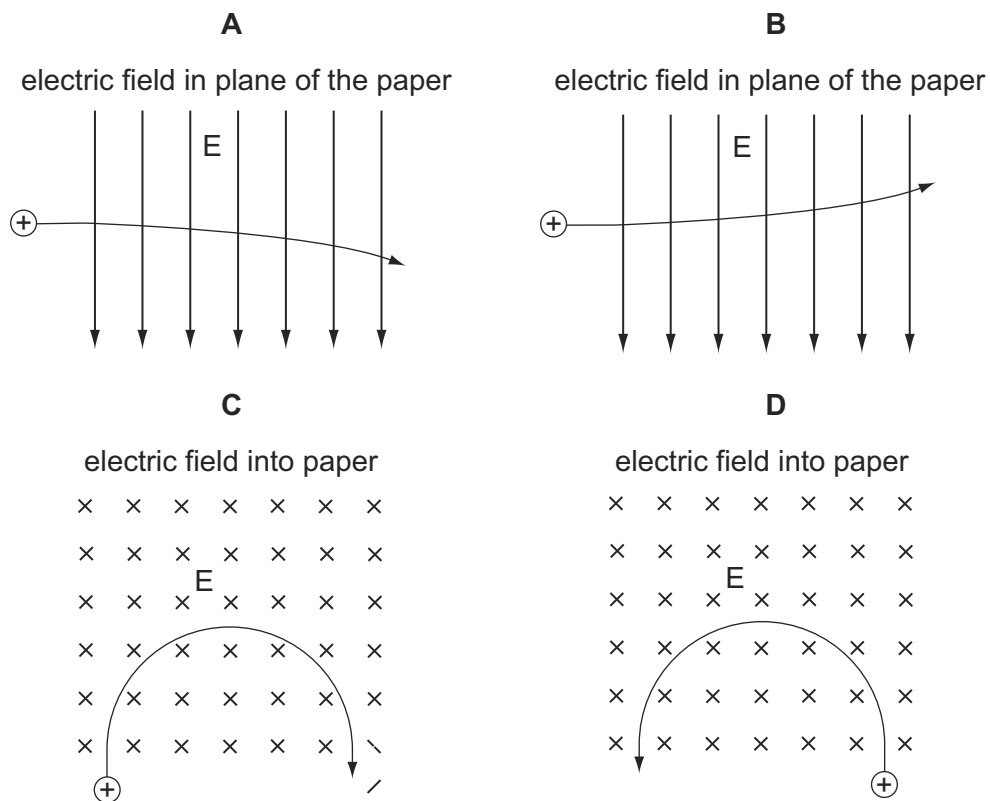 A
electric field in plane of the paper
E
+
B
electric field in plane of the paper
E
+
C
electric field into paper
× × × × × × ×
× × × × × × ×
E
× × × × × × ×
× × × × × × ×
× × × × × × ×
× × × × × ×
+
D
electric field into paper
× × × × × × ×
× × × × × × ×
E
× × × × × × ×
× × × × × × ×
× × × × × × ×
× × × × × × ×
+